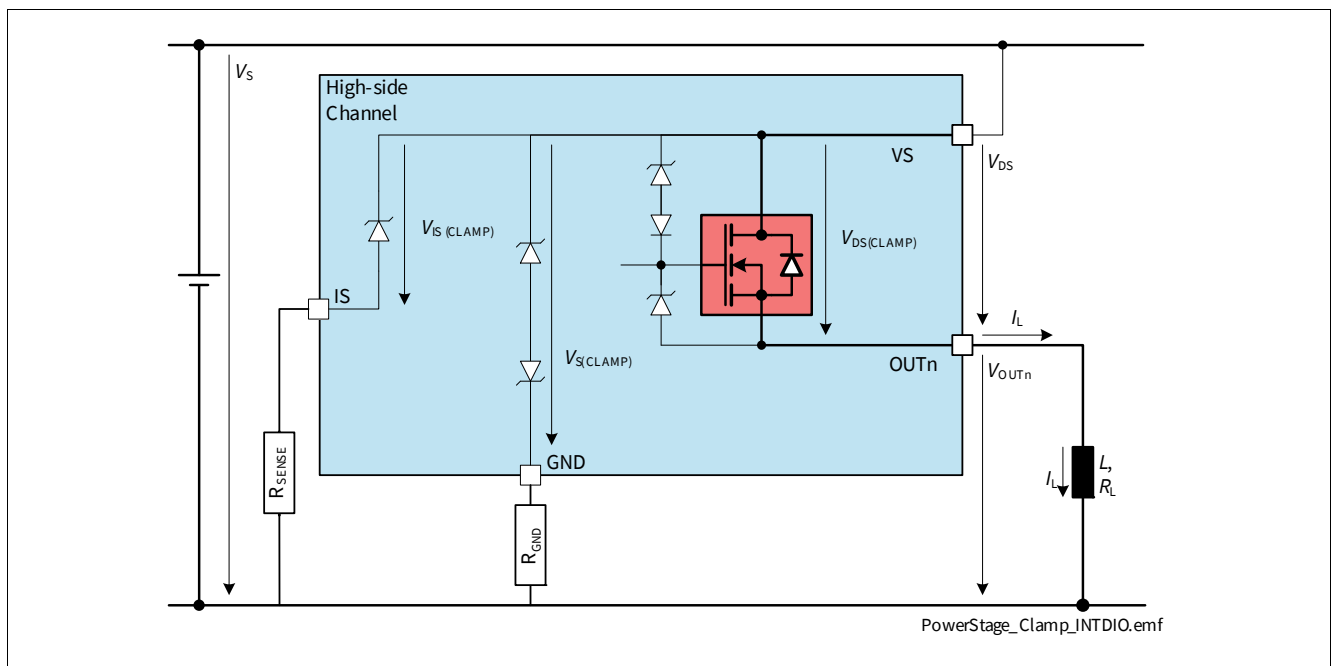 VS
High-side
Channel
VS
VDS
VIS (CLAMP)
VDS(CLAMP)
IS
IL
VS(CLAMP)
OUTn
VOUTn
GND
RSENSE
IL
L,
RL
RGND
PowerStage_Clamp_INTDIO.emf